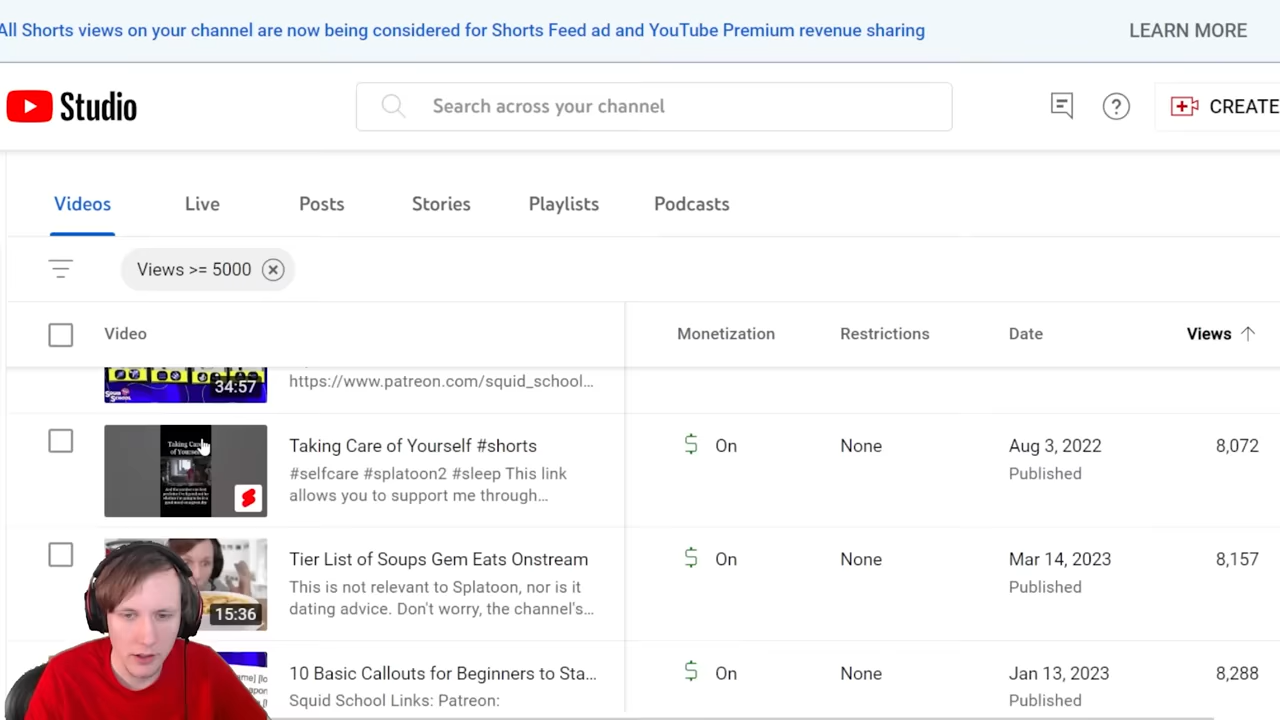 All Shorts views on your channel are now being considered for Shorts Feed ad and YouTube Premium revenue sharing
LEARN MORE
Studio
Search across your channel
CREATE
Videos Live Posts Stories Playlists Podcasts
Views >= 5000
Video Monetization Restrictions Date Views
34:57
https://www.patreon.com/squid_school...
Taking Care of Yourself #shorts On None Aug 3, 2022 8,072
#selfcare #splatoon2 #sleep This link Published
allows you to support me through...
Taking Care
of Yourself
Tier List of Soups Gem Eats Onstream On None Mar 14, 2023 8,157
This is not relevant to Splatoon, nor is it Published
dating advice. Don't worry, the channel's...
15:36
10 Basic Callouts for Beginners to Sta... On None Jan 13, 2023 8,288
Squid School Links: Patreon: Published